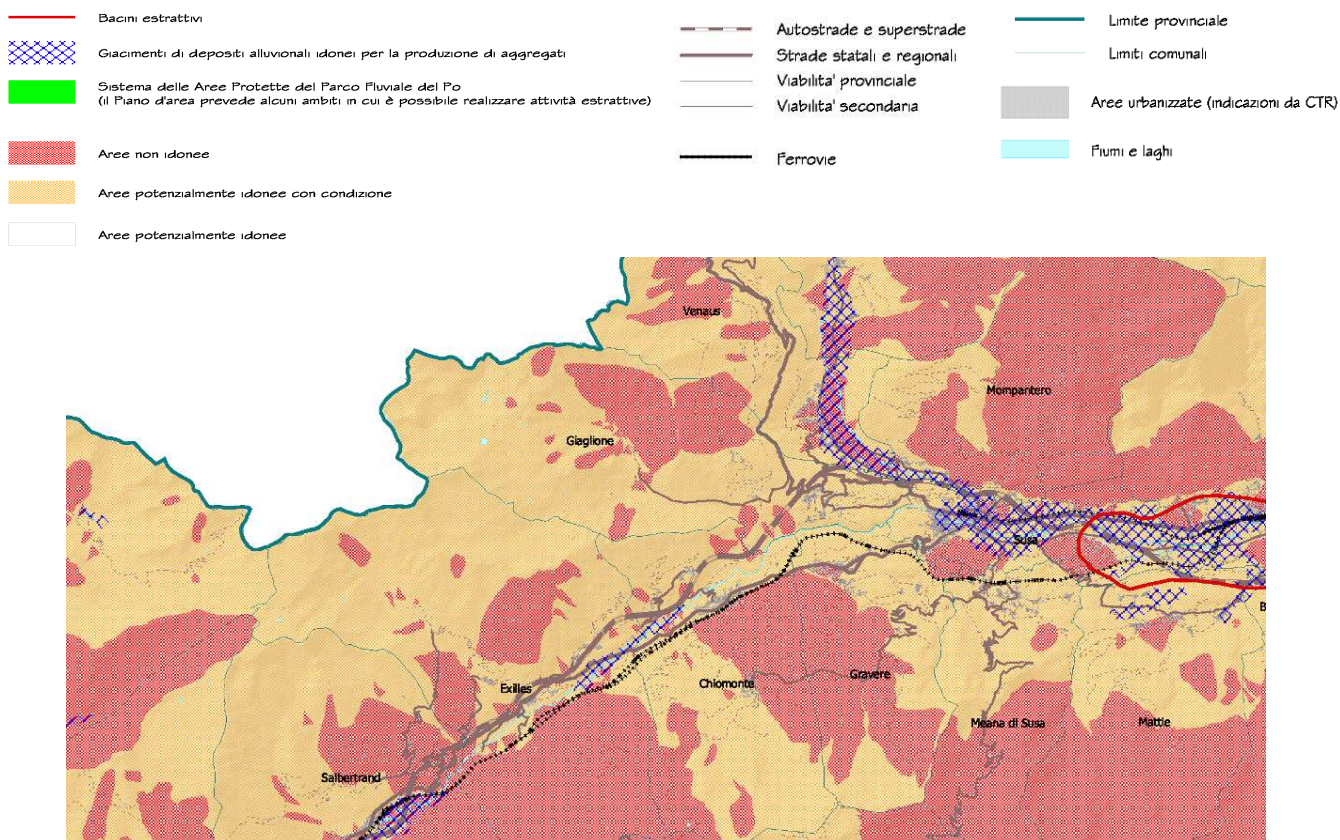 Bacini estrattivi
Giacimenti di depositi alluvionali idonei per la produzione di aggregati
Sistema delle Aree Protette del Parco Fluviale del Po
(il Piano d'area prevede alcuni ambiti in cui è possibile realizzare attività estrattive)
Aree non idonee
Aree potenzialmente idonee con condizione
Aree potenzialmente idonee
Autostrade e superstrade
Strade statali e regionali
Viabilita' provinciale
Viabilita' secondaria
Ferrovie
Limite provinciale
Limiti comunali
Aree urbanizzate (indicazioni da CTR)
Fiumi e laghi
Venaus
Mompantero
Giaglione
Susa
B
Exilles
Chiomonte
Gravere
Meana di Susa
Mattie
Salbertrand